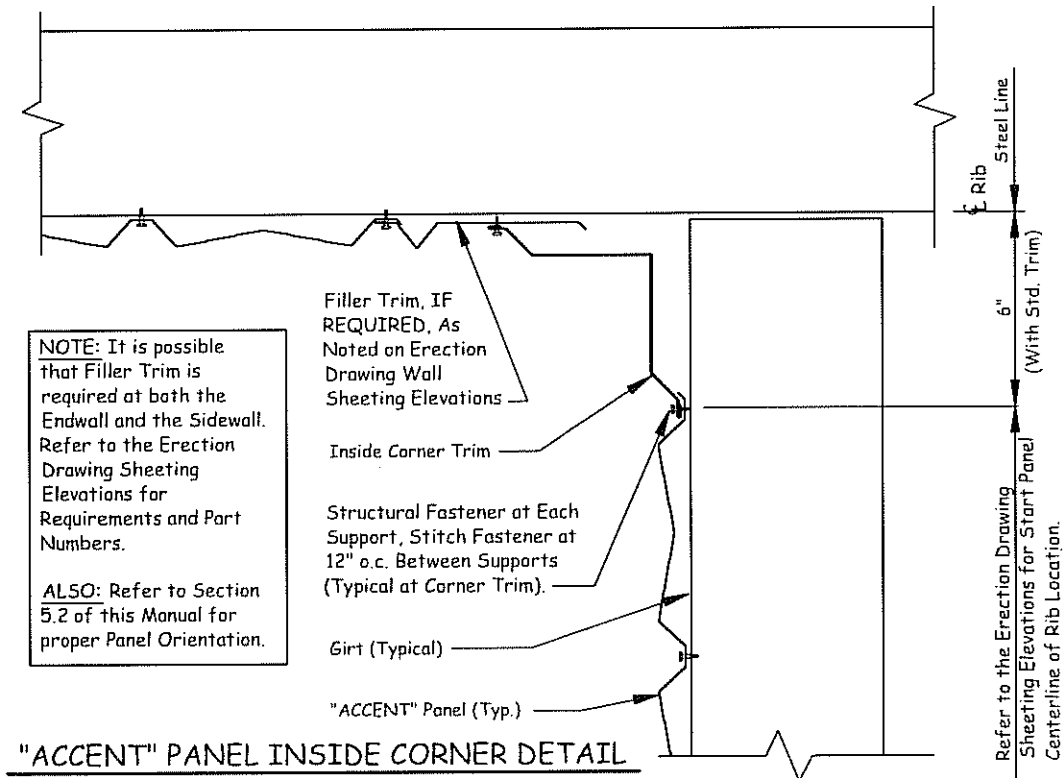 NOTE: It is possible
that Filler Trim is
required at both the
Endwall and the Sidewall.
Refer to the Erection
Drawing Sheeting
Elevations for
Requirements and Part
Numbers.
ALSO: Refer to Section
5.2 of this Manual for
proper Panel Orientation.
Filler Trim, IF
REQUIRED, As
Noted on Erection
Drawing Wall
Sheeting Elevations
Inside Corner Trim
Structural Fastener at Each
Support, Stitch Fastener at
12" o.c. Between Supports
(Typical at Corner Trim).
Girt (Typical)
"ACCENT" Panel (Typ.)
℄ Rib
Steel Line
6"
(With Std. Trim)
Refer to the Erection Drawing
Sheeting Elevations for Start Panel
Centerline of Rib Location.
"ACCENT" PANEL INSIDE CORNER DETAIL